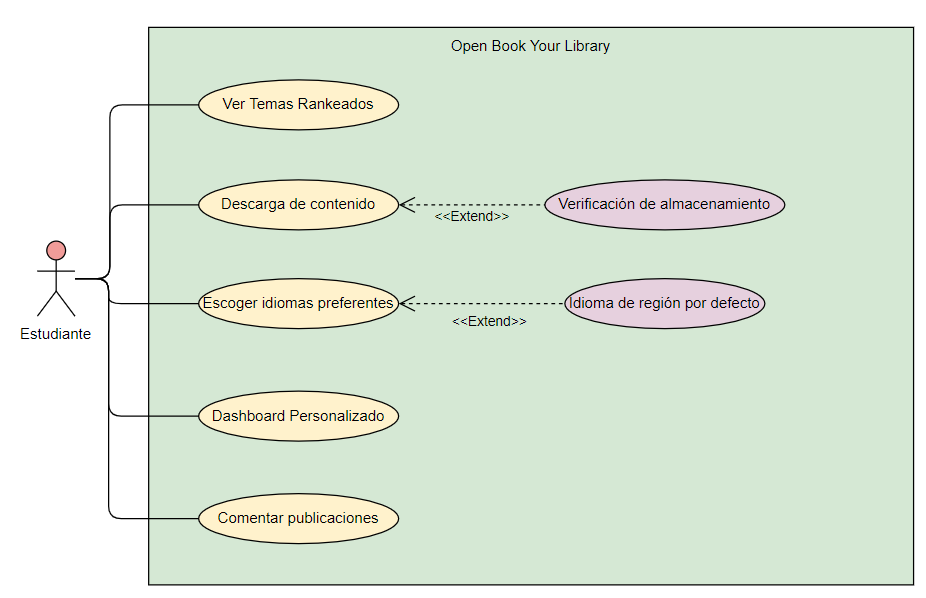 Open Book Your Library
Ver Temas Rankeados
Descarga de contenido
<<Extend>>
Verificación de almacenamiento
Estudiante
Escoger idiomas preferentes
<<Extend>>
Idioma de región por defecto
Dashboard Personalizado
Comentar publicaciones